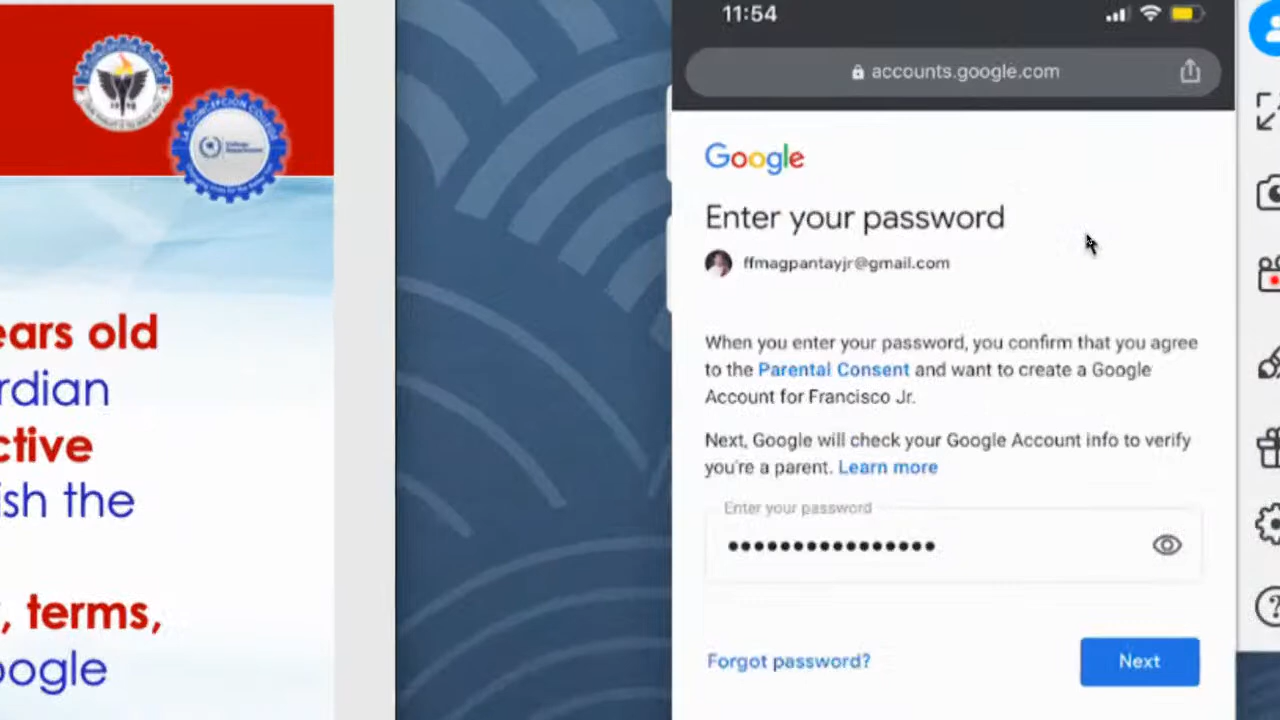 ears old
rdian
ctive
ish the
, terms,
oogle
11:54
accounts.google.com
Google
Enter your password
ffmagpantayjr@gmail.com
When you enter your password, you confirm that you agree
to the Parental Consent and want to create a Google
Account for Francisco Jr.
Next, Google will check your Google Account info to verify
you're a parent. Learn more
Enter your password
Forgot password?
Next